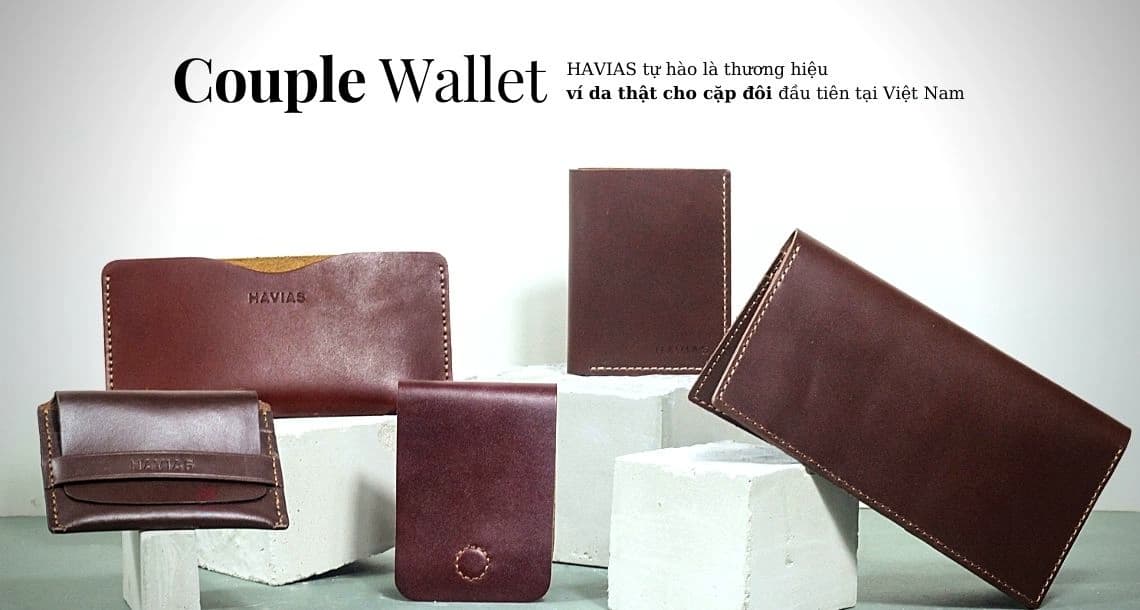 Couple Wallet
HAVIAS tự hào là thương hiệu
ví da thật cho cặp đôi đầu tiên tại Việt Nam
HAVIAS
HAVIAS
HAVIAS